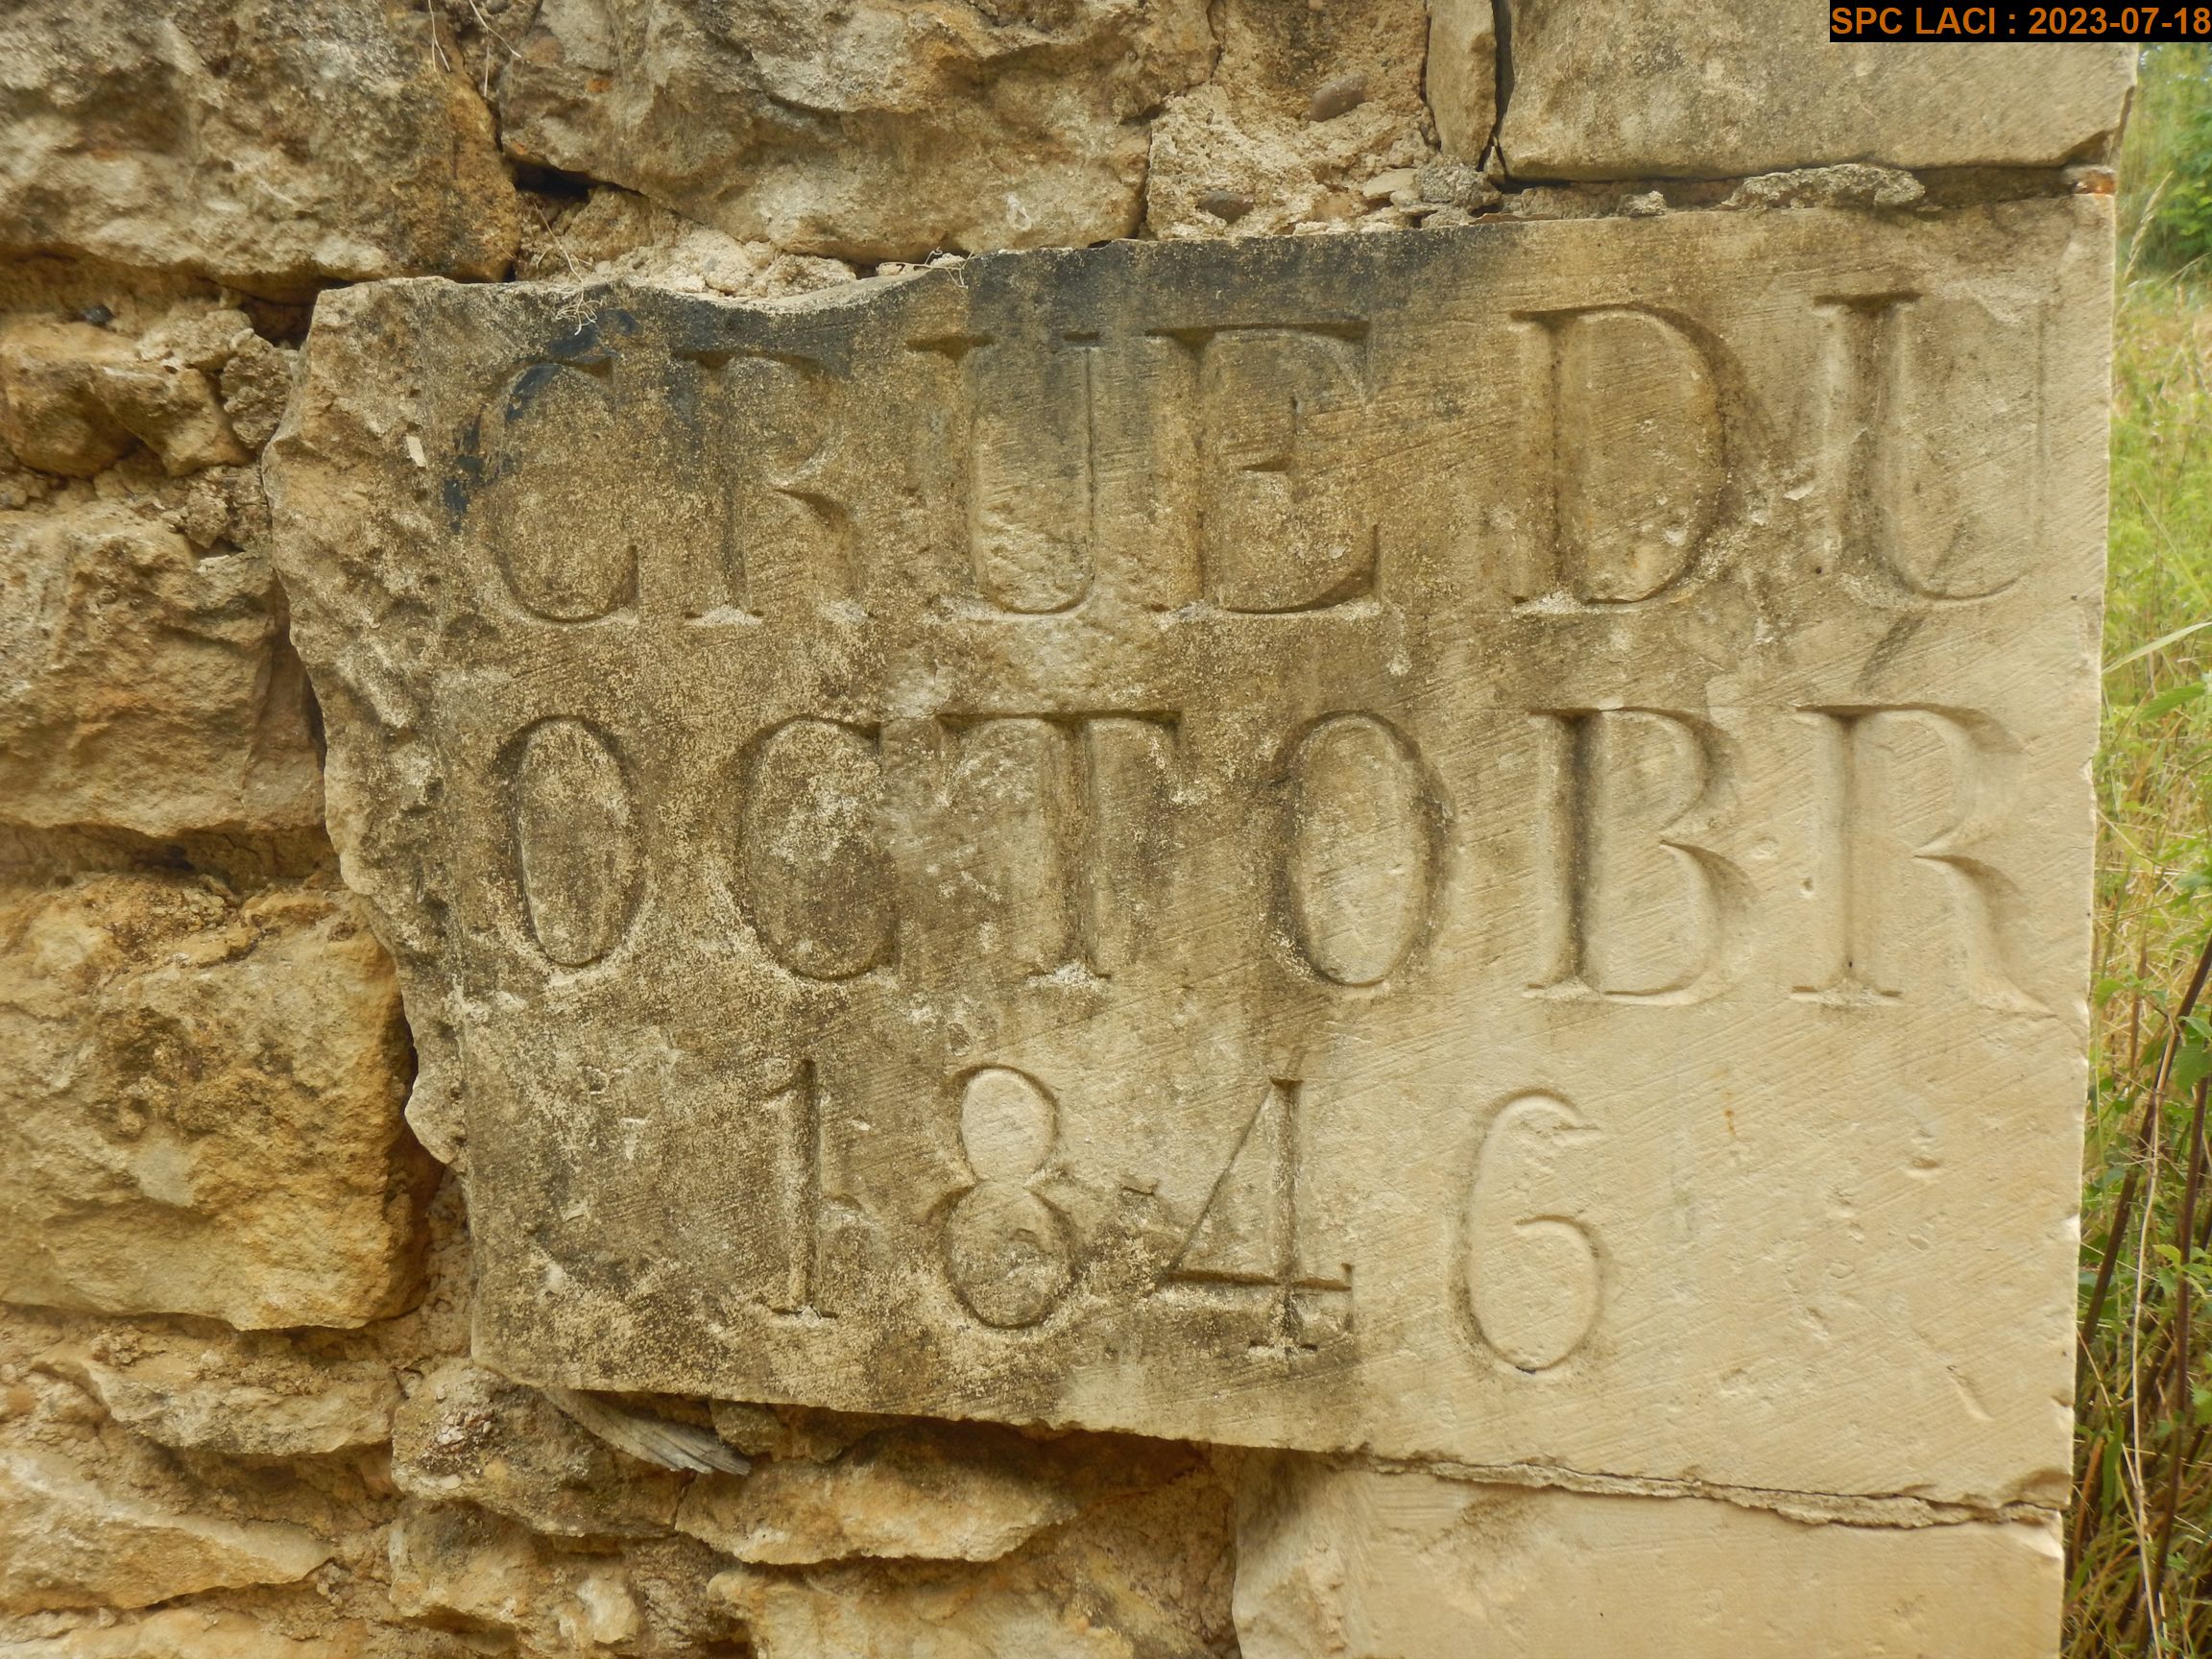 SPC LACI : 2023-07-18
CRUE DU
OCTOBR
1846